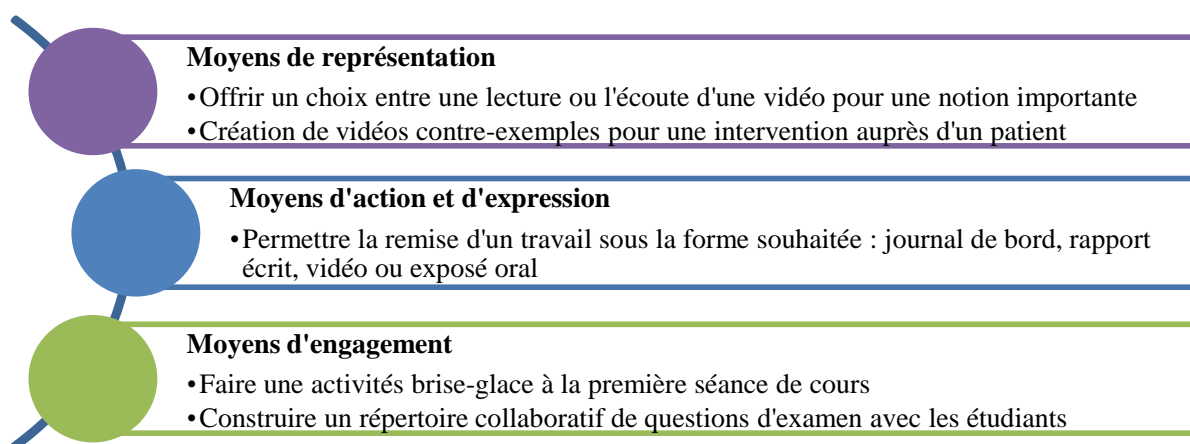 Moyens de représentation
•Offrir un choix entre une lecture ou l'écoute d'une vidéo pour une notion importante
•Création de vidéos contre-exemples pour une intervention auprès d'un patient
Moyens d'action et d'expression
•Permettre la remise d'un travail sous la forme souhaitée : journal de bord, rapport
écrit, vidéo ou exposé oral
Moyens d'engagement
•Faire une activités brise-glace à la première séance de cours
•Construire un répertoire collaboratif de questions d'examen avec les étudiants